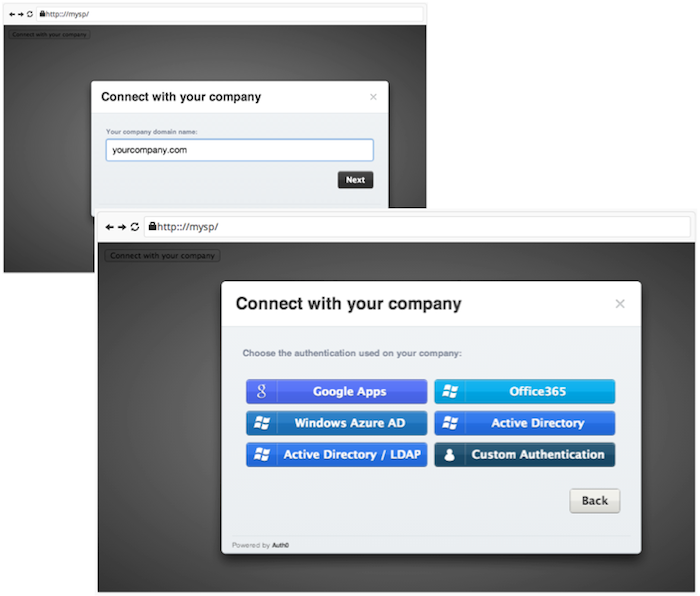 http:://mysp/
Connect with your company
Connect with your company
Your company domain name:
yourcompany.com
Next
http:://mysp/
Connect with your company
Connect with your company
Choose the authentication used on your company:
Google Apps
Office365
Windows Azure AD
Active Directory
Active Directory / LDAP
Custom Authentication
Back
Powered by Auth0